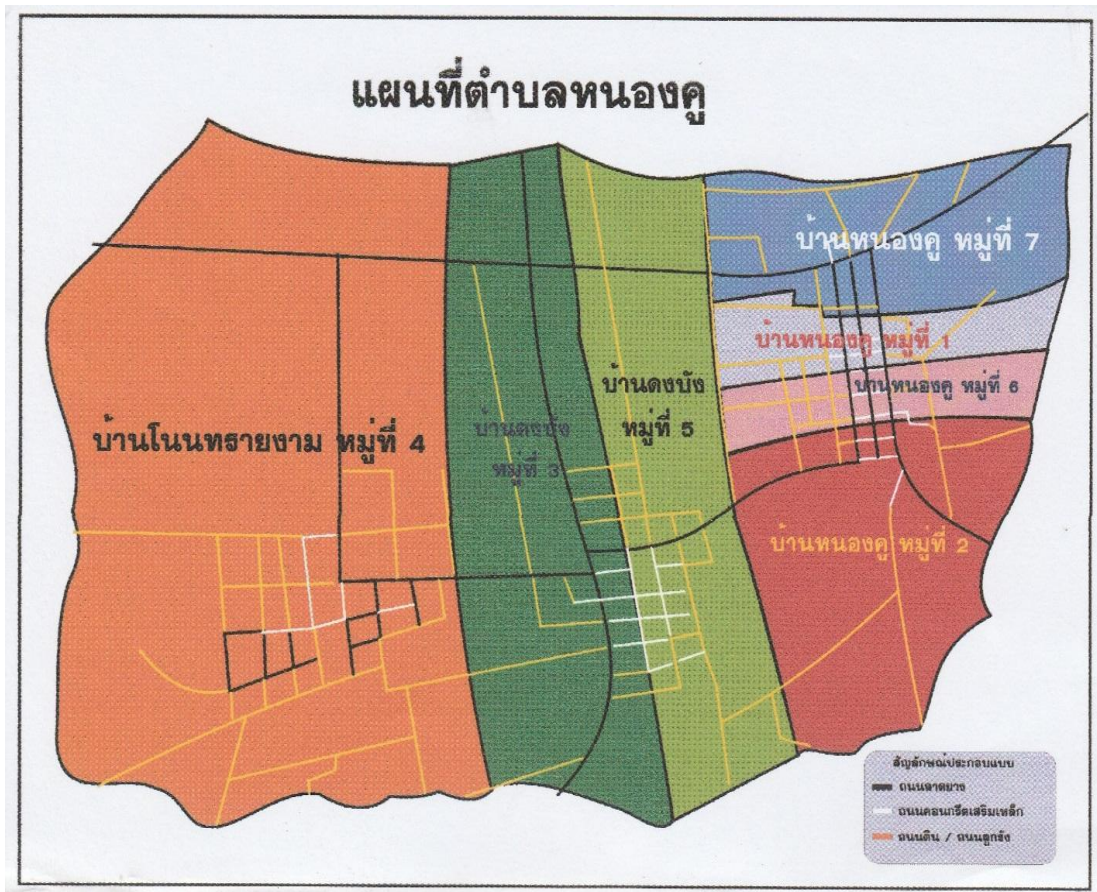 แผนที่ตำบลหนองคู
บ้านหนองคู หมู่ที่ 7
บ้านหนองคู หมู่ที่ 1
บ้านหนองคู หมู่ที่ 6
บ้านดงบัง
หมู่ที่ 5
บ้านดงบัง
หมู่ที่ 3
บ้านโนนทรายงาม หมู่ที่ 4
บ้านหนองคู หมู่ที่ 2
สัญลักษณ์ประกอบแบบ
ถนนลาดยาง
ถนนคอนกรีตเสริมเหล็ก
ถนนดิน / ถนนลูกรัง